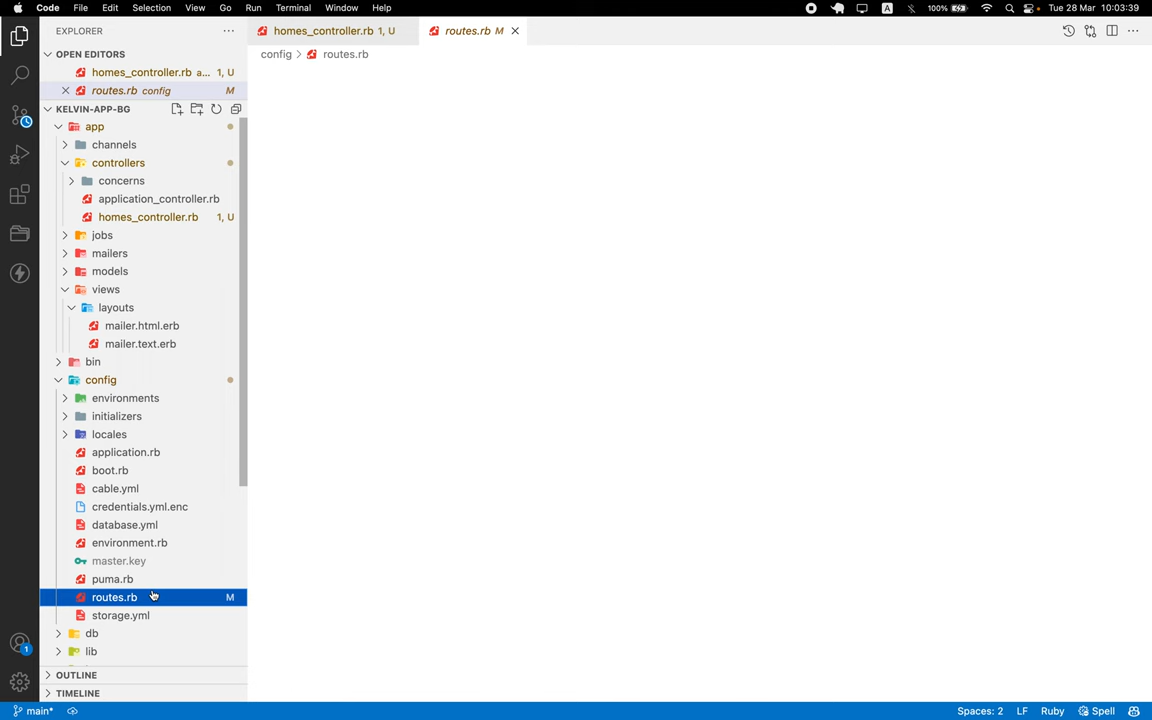 Code File Edit Selection View Go Run Terminal Window Help A 100% Tue 28 Mar 10:03:39
EXPLORER
homes_controller.rb 1, U
routes.rb M
OPEN EDITORS
config > routes.rb
homes_controller.rb a... 1, U
routes.rb config M
KELVIN-APP-BG
app
channels
controllers
concerns
application_controller.rb
homes_controller.rb 1, U
jobs
mailers
models
views
layouts
mailer.html.erb
mailer.text.erb
bin
config
environments
initializers
locales
application.rb
boot.rb
cable.yml
credentials.yml.enc
database.yml
environment.rb
master.key
puma.rb
routes.rb M
storage.yml
db
lib
1
OUTLINE
TIMELINE
main* Spaces: 2 LF Ruby Spell